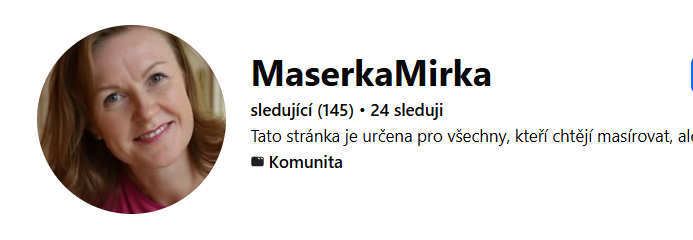 MaserkaMirka
sledující (145) • 24 sleduji
Tato stránka je určena pro všechny, kteří chtějí masírovat, ale
Komunita